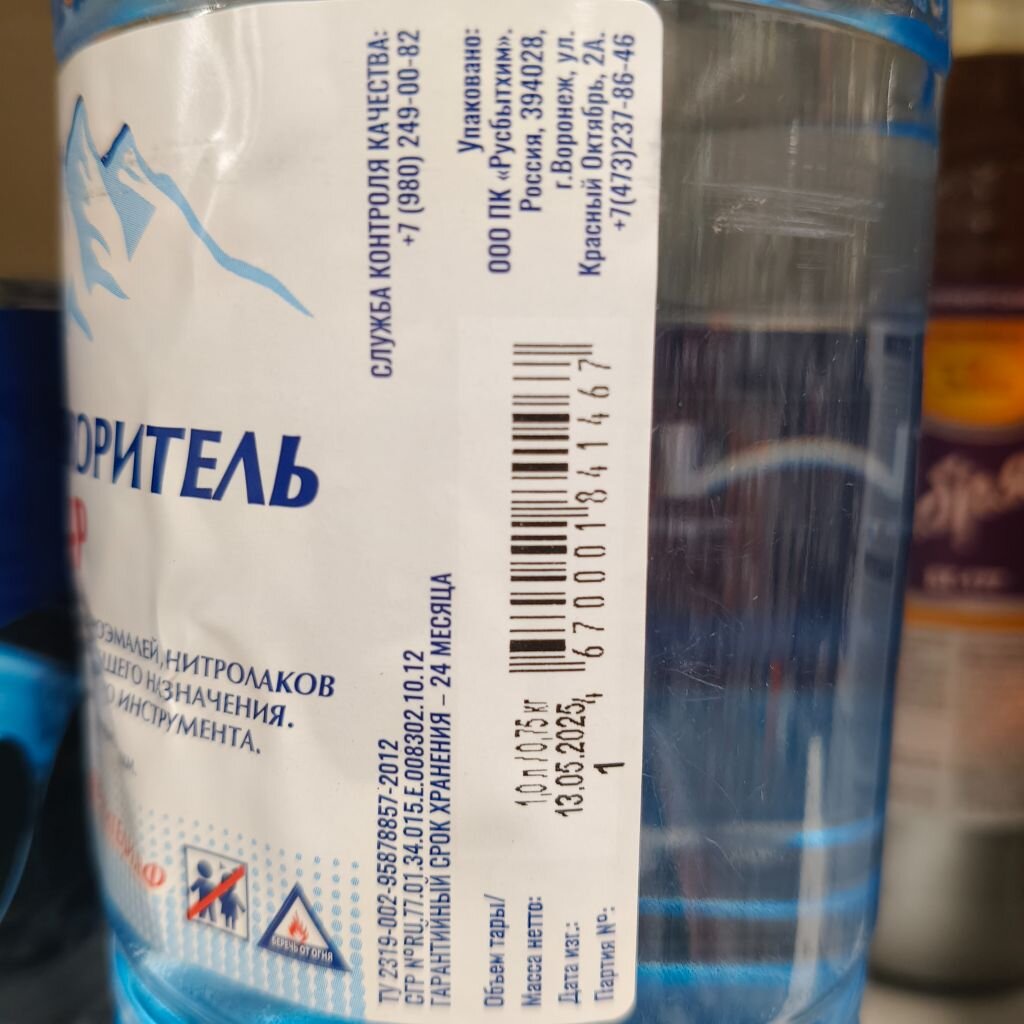 ОРИТЕЛЬ
НИТРОЛАКОВ
НАЗНАЧЕНИЯ.
ИНСТРУМЕНТА.
БЕРЕЧЬ ОТ ОГНЯ
СЛУЖБА КОНТРОЛЯ КАЧЕСТВА:
+7 (980) 249-00-82
ТУ 2319-002-95878857-2012
СГР №RU.77.01.34.015.Е.008302.10.12
ГАРАНТИЙНЫЙ СРОК ХРАНЕНИЯ – 24 МЕСЯЦА
Упаковано:
ООО ПК «Русбытхим».
Россия, 394028,
г.Воронеж, ул.
Красный Октябрь, 2А.
+7(473)237-86-46
4 670001 841467
Объем тары/
Масса нетто: 1,0 л /0,75 кг
Дата изг.: 13.05.2025
Партия №: 1